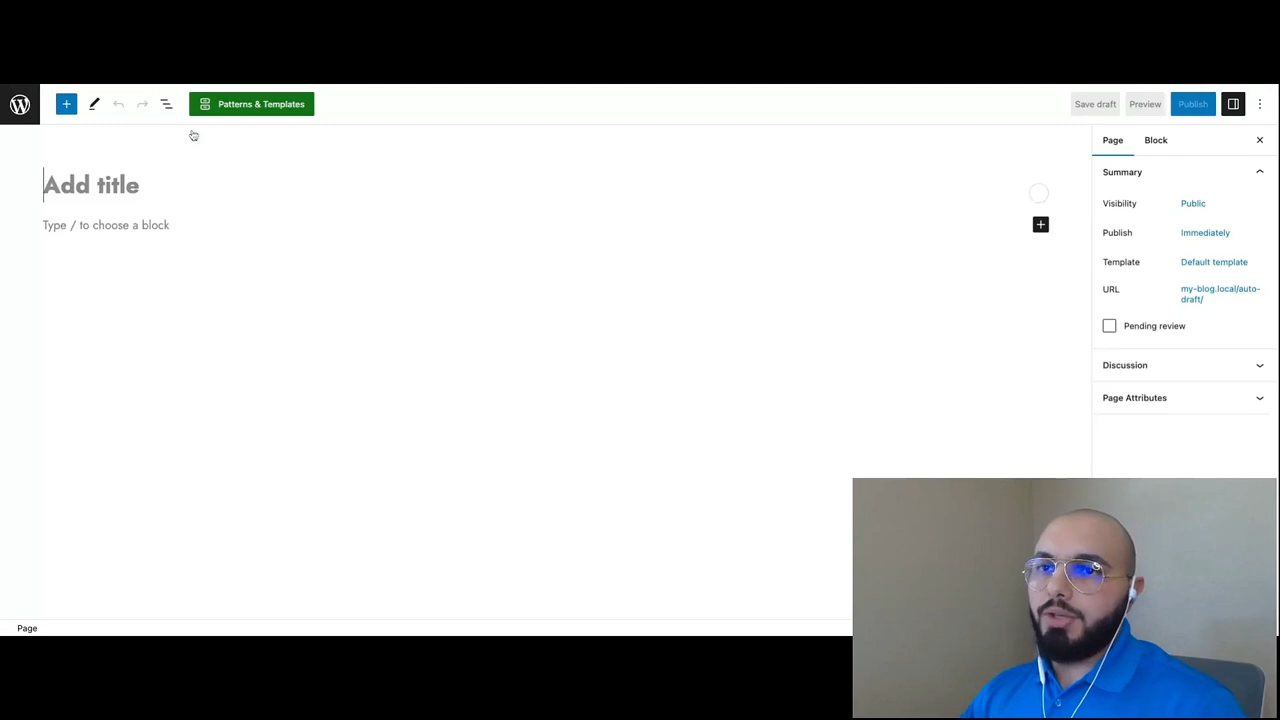 Patterns & Templates
Save draft
Preview
Publish
Add title
Type / to choose a block
Page
Block
Summary
Visibility
Public
Publish
Immediately
Template
Default template
URL
my-blog.local/auto-
draft/
Pending review
Discussion
Page Attributes
Page